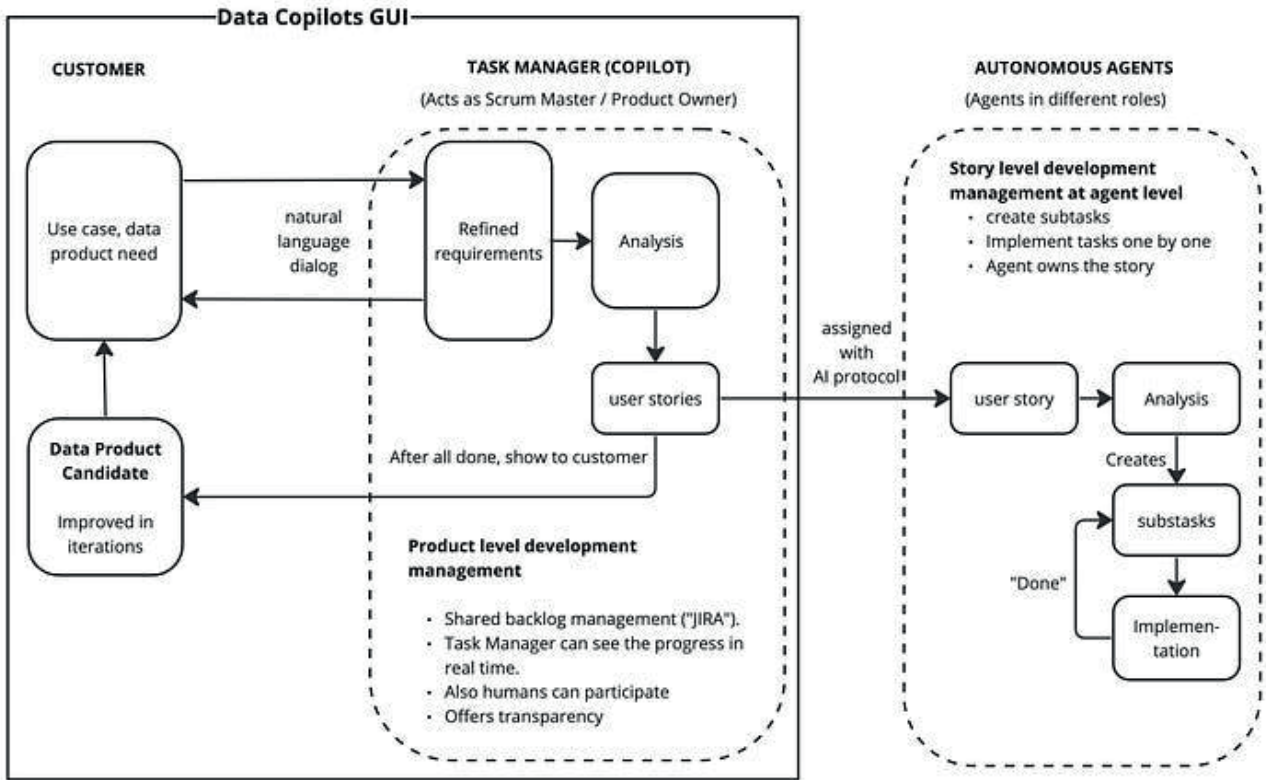 Data Copilots GUI
CUSTOMER
TASK MANAGER (COPILOT)
(Acts as Scrum Master / Product Owner)
AUTONOMOUS AGENTS
(Agents in different roles)
Use case, data
product need
natural
language
dialog
Refined
requirements
Analysis
user stories
After all done, show to customer
Data Product
Candidate
Improved in
iterations
Product level development
management
· Shared backlog management ("JIRA").
· Task Manager can see the progress in
real time.
· Also humans can participate
· Offers transparency
assigned
with
AI protocol
Story level development
management at agent level
· create subtasks
· Implement tasks one by one
· Agent owns the story
user story
Analysis
Creates
substasks
"Done"
Implemen-
tation